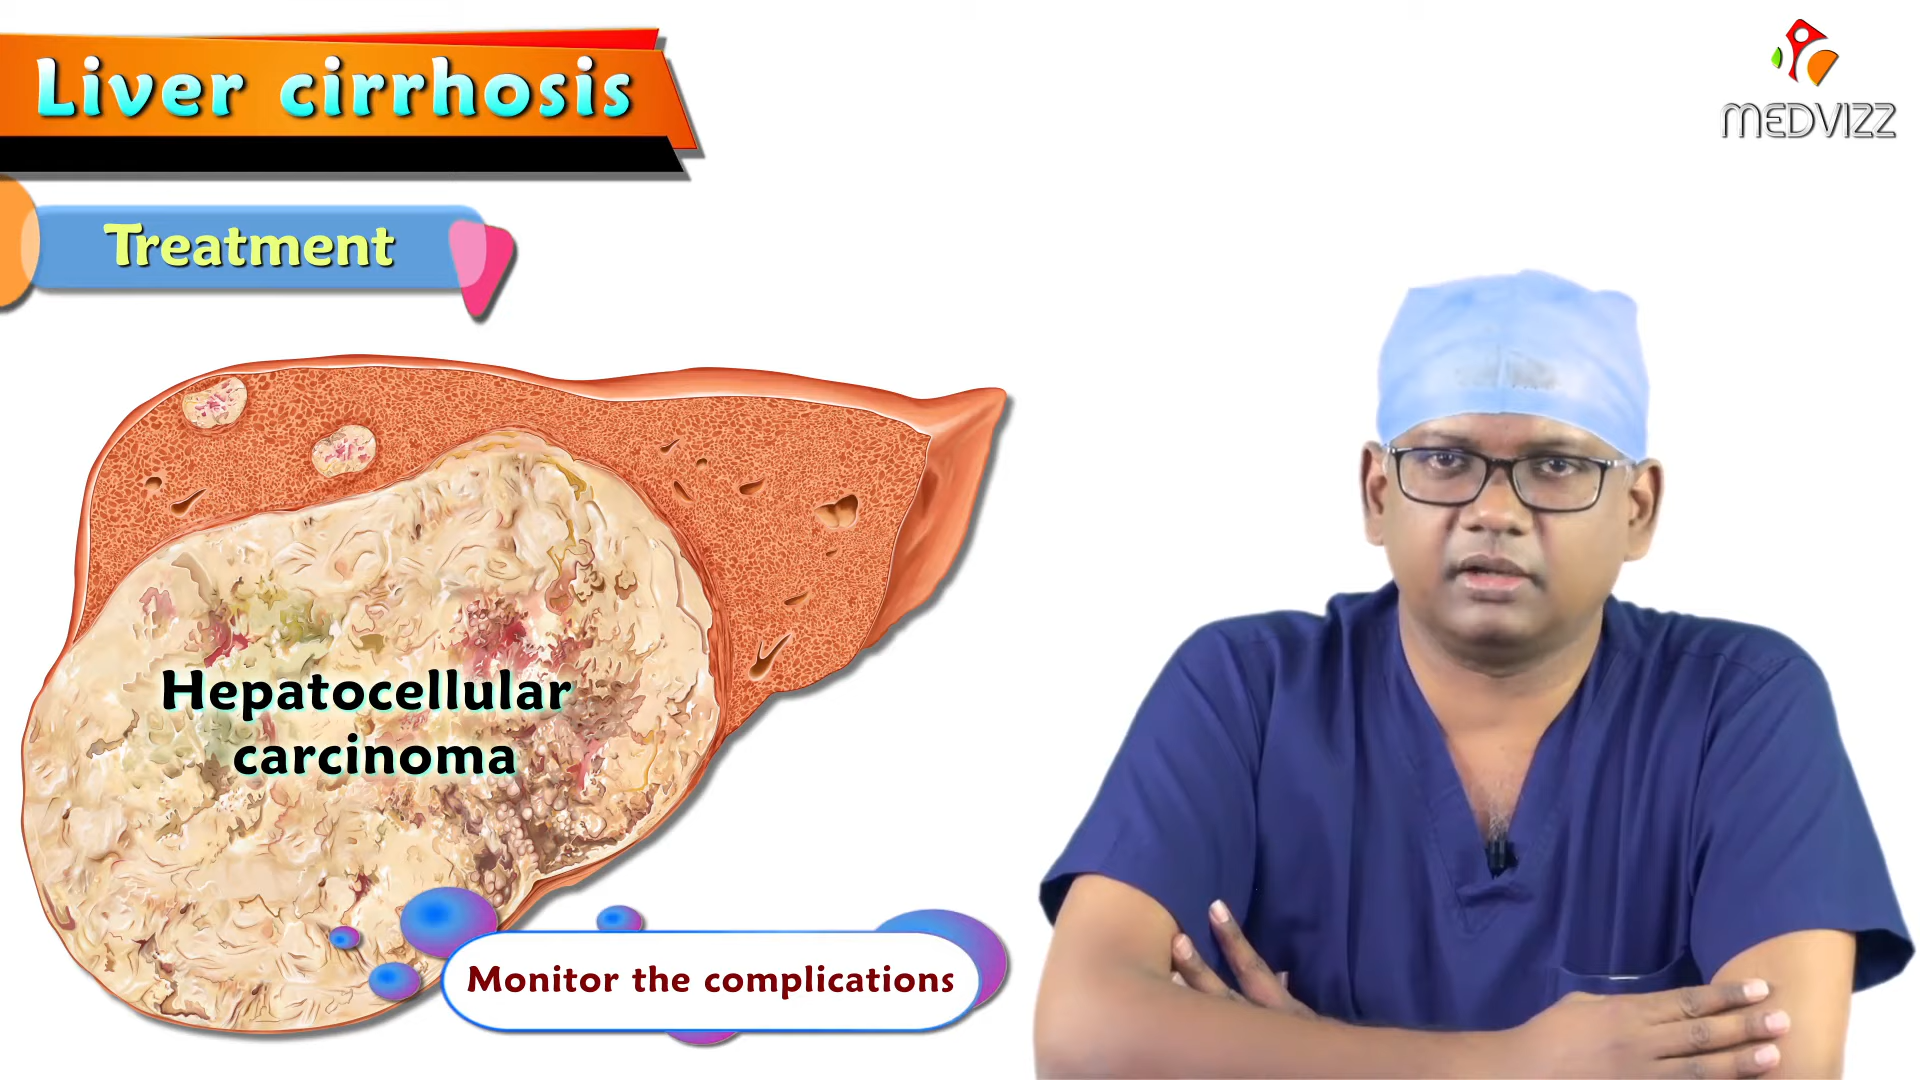 Liver cirrhosis
MEDVIZZ
Treatment
Hepatocellular
carcinoma
Monitor the complications